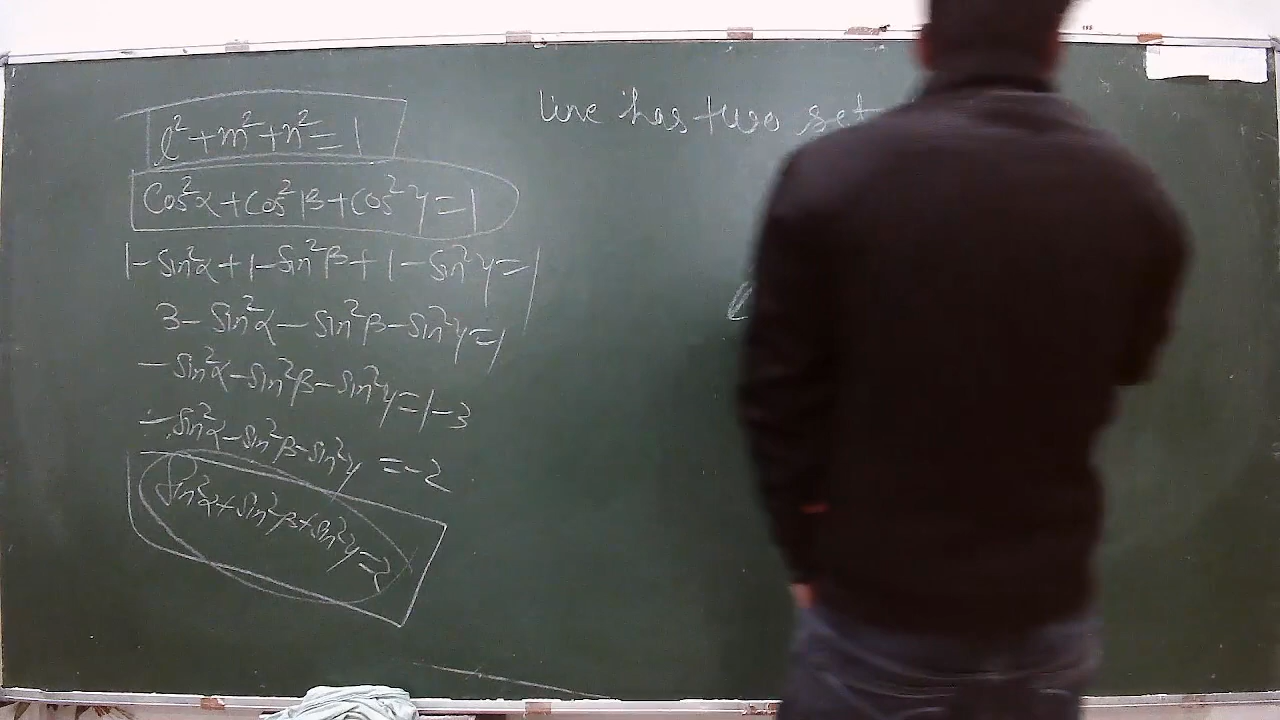 l²+m²+n²=1
Cos²α+Cos²β+Cos²γ=1
1-Sin²α+1-Sin²β+1-Sin²γ=1
3-Sin²α-Sin²β-Sin²γ=1
-Sin²α-Sin²β-Sin²γ=1-3
-Sin²α-Sin²β-Sin²γ=-2
Sin²α+Sin²β+Sin²γ=2
line has two set